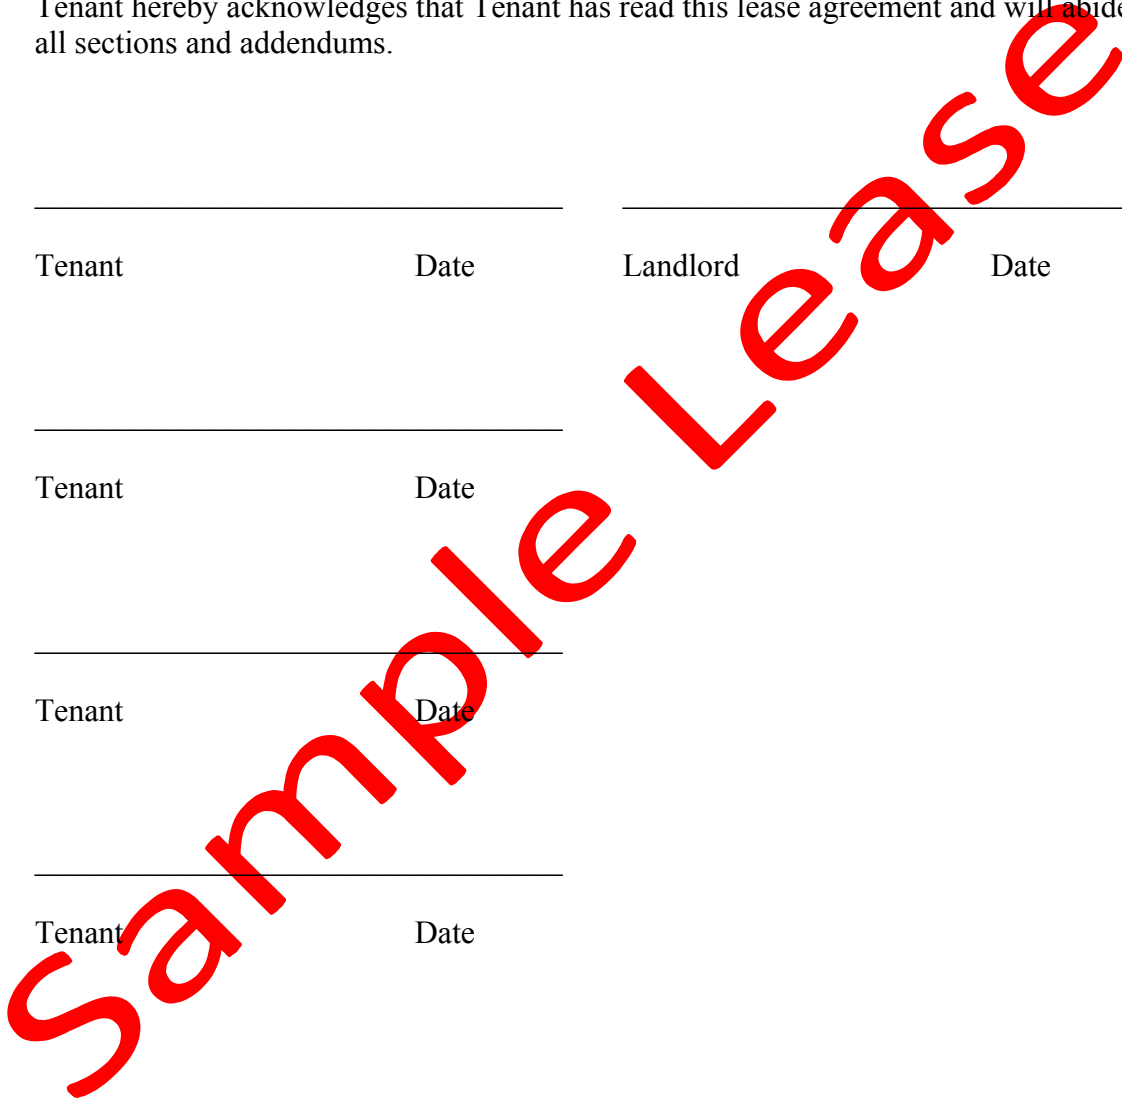 Tenant hereby acknowledges that Tenant has read this lease agreement and will abide
all sections and addendums.
Tenant Date Landlord Date
Tenant Date
Tenant Date
Tenant Date
Sample Lease